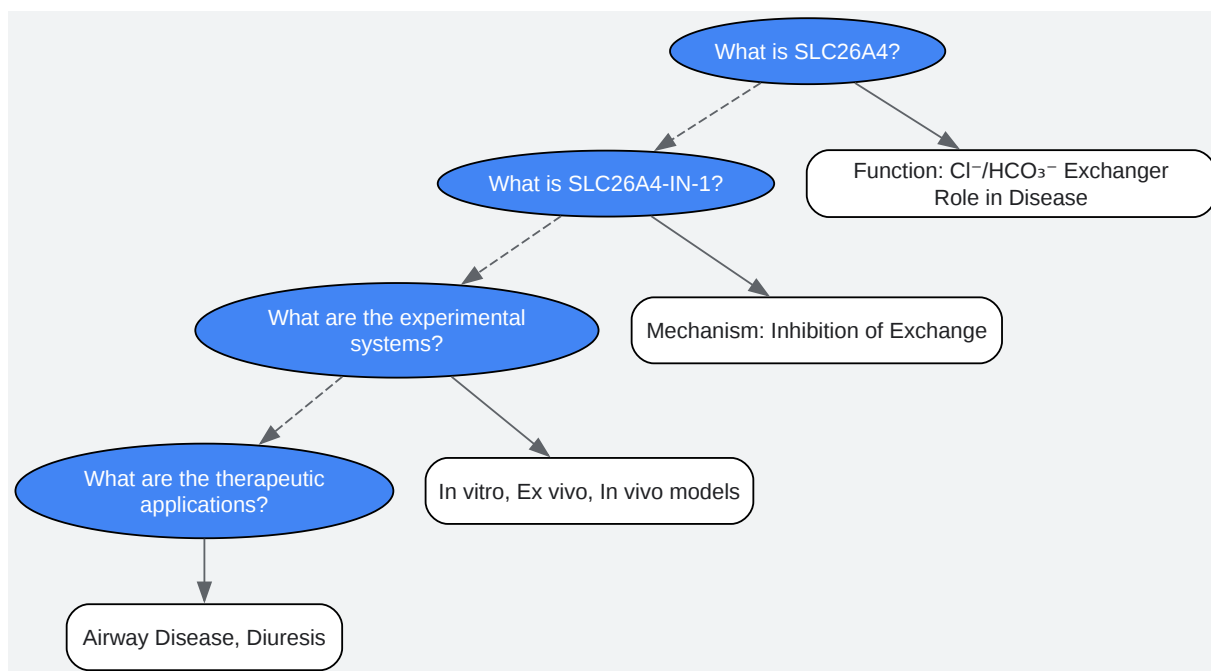 What is SLC26A4?
Function: Cl⁻/HCO₃⁻ Exchanger
Role in Disease
What is SLC26A4-IN-1?
Mechanism: Inhibition of Exchange
What are the experimental
systems?
In vitro, Ex vivo, In vivo models
What are the therapeutic
applications?
Airway Disease, Diuresis